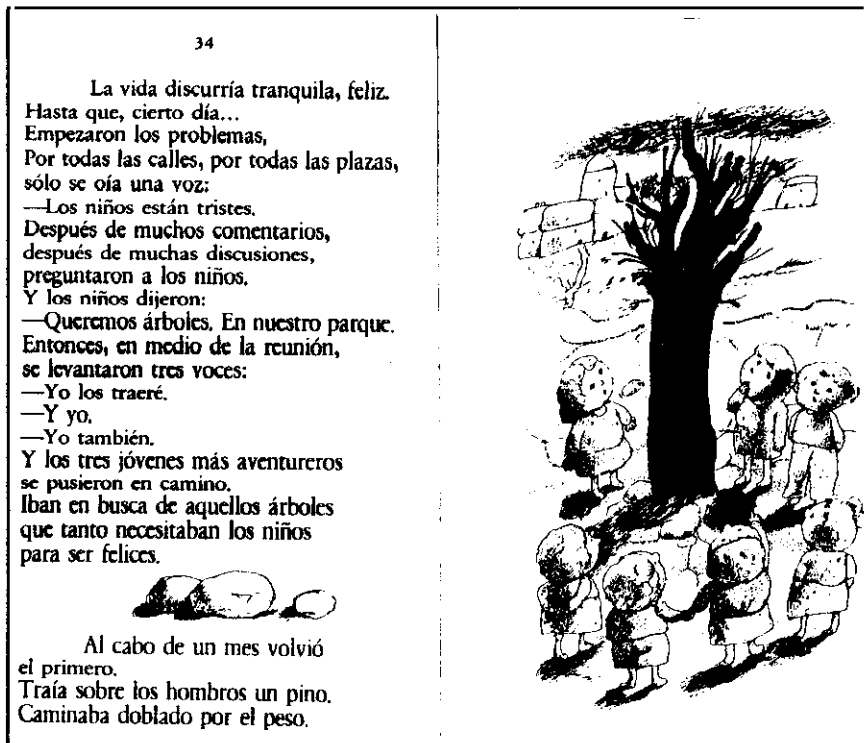 34
La vida discurría tranquila, feliz.
Hasta que, cierto día...
Empezaron los problemas,
Por todas las calles, por todas las plazas,
sólo se oía una voz:
—Los niños están tristes.
Después de muchos comentarios,
después de muchas discusiones,
preguntaron a los niños.
Y los niños dijeron:
—Queremos árboles. En nuestro parque.
Entonces, en medio de la reunión,
se levantaron tres voces:
—Yo los traeré.
—Y yo.
—Yo también.
Y los tres jóvenes más aventureros
se pusieron en camino.
Iban en busca de aquellos árboles
que tanto necesitaban los niños
para ser felices.
Al cabo de un mes volvió
el primero.
Traía sobre los hombros un pino.
Caminaba doblado por el peso.